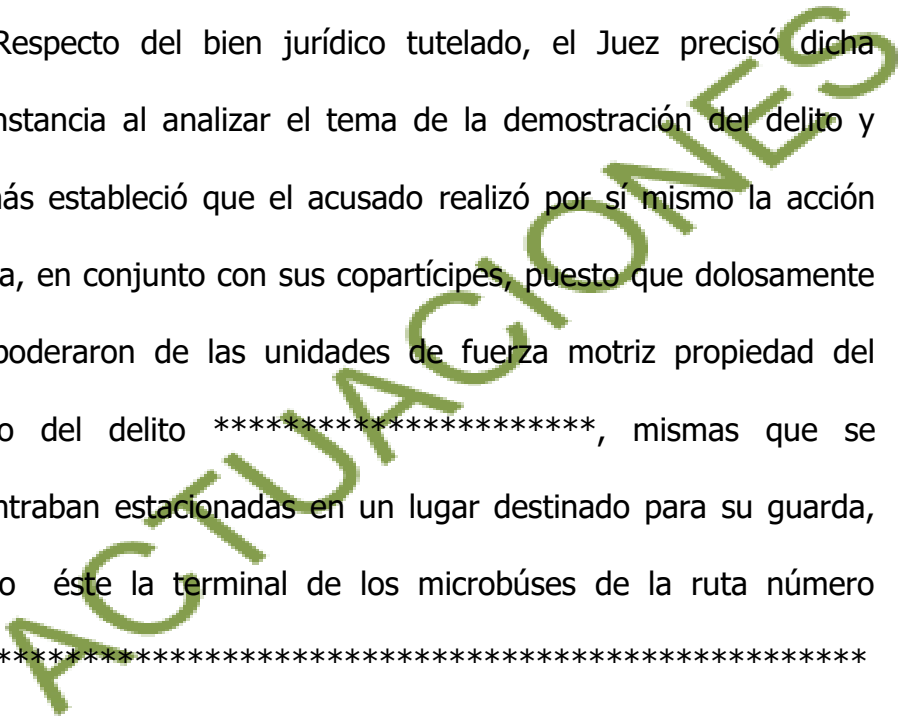 Respecto del bien jurídico tutelado, el Juez precisó dicha
nstancia al analizar el tema de la demostración del delito y
nás estableció que el acusado realizó por sí mismo la acción
a, en conjunto con sus copartícipes, puesto que dolosamente
poderaron de las unidades de fuerza motriz propiedad del
o del delito **********************, mismas que se
ntraban estacionadas en un lugar destinado para su guarda,
o éste la terminal de los microbúses de la ruta número
**************************************************
ACTUACIONES